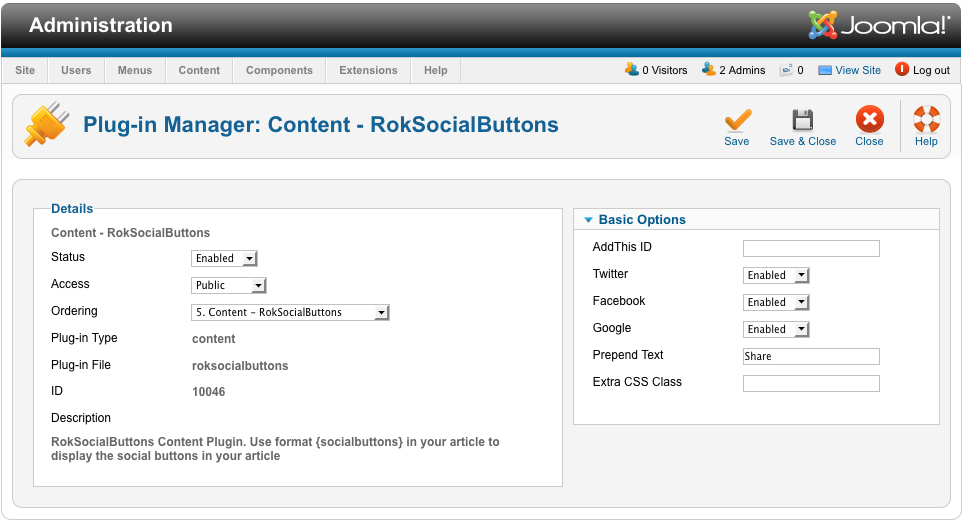 Administration
Joomla!®
Site Users Menus Content Components Extensions Help 0 Visitors 2 Admins 0 View Site Log out
Plug-in Manager: Content - RokSocialButtons
Save Save & Close Close Help
Details
Content - RokSocialButtons
Status Enabled
Access Public
Ordering 5. Content - RokSocialButtons
Plug-in Type content
Plug-in File roksocialbuttons
ID 10046
Description
RokSocialButtons Content Plugin. Use format {socialbuttons} in your article to
display the social buttons in your article
Basic Options
AddThis ID
Twitter Enabled
Facebook Enabled
Google Enabled
Prepend Text Share
Extra CSS Class